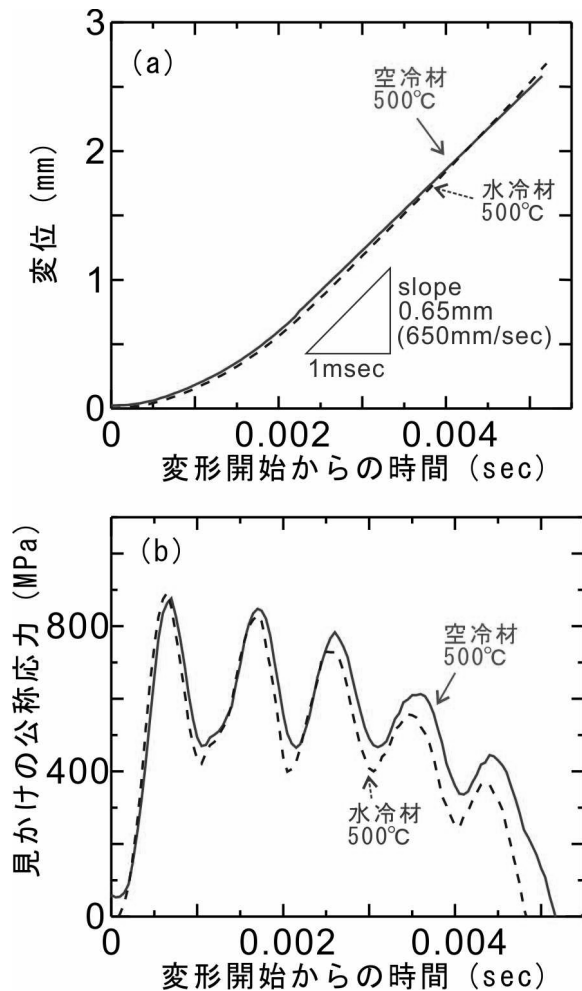 3
(a)
空冷材
500℃
2
水冷材
500℃
変位 (mm)
1
slope
0.65mm
(650mm/sec)
1msec
0
0
0.002
0.004
変形開始からの時間 (sec)
(b)
800
空冷材
500℃
見かけの公称応力 (MPa)
400
水冷材
500℃
0
0
0.002
0.004
変形開始からの時間 (sec)